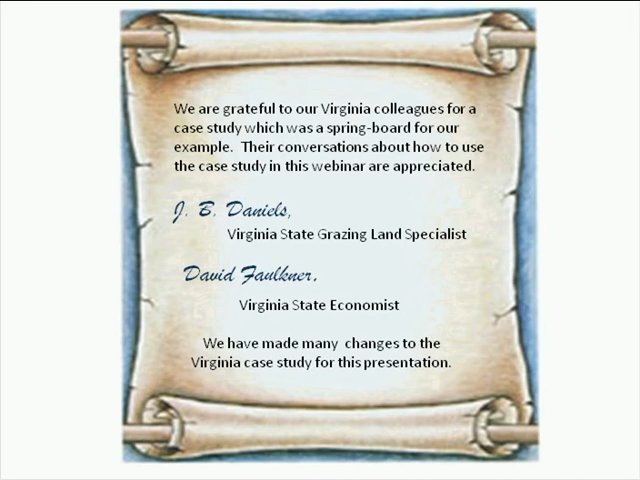 We are grateful to our Virginia colleagues for a
case study which was a spring-board for our
example. Their conversations about how to use
the case study in this webinar are appreciated.
J. B. Daniels,
Virginia State Grazing Land Specialist
David Faulkner,
Virginia State Economist
We have made many changes to the
Virginia case study for this presentation.